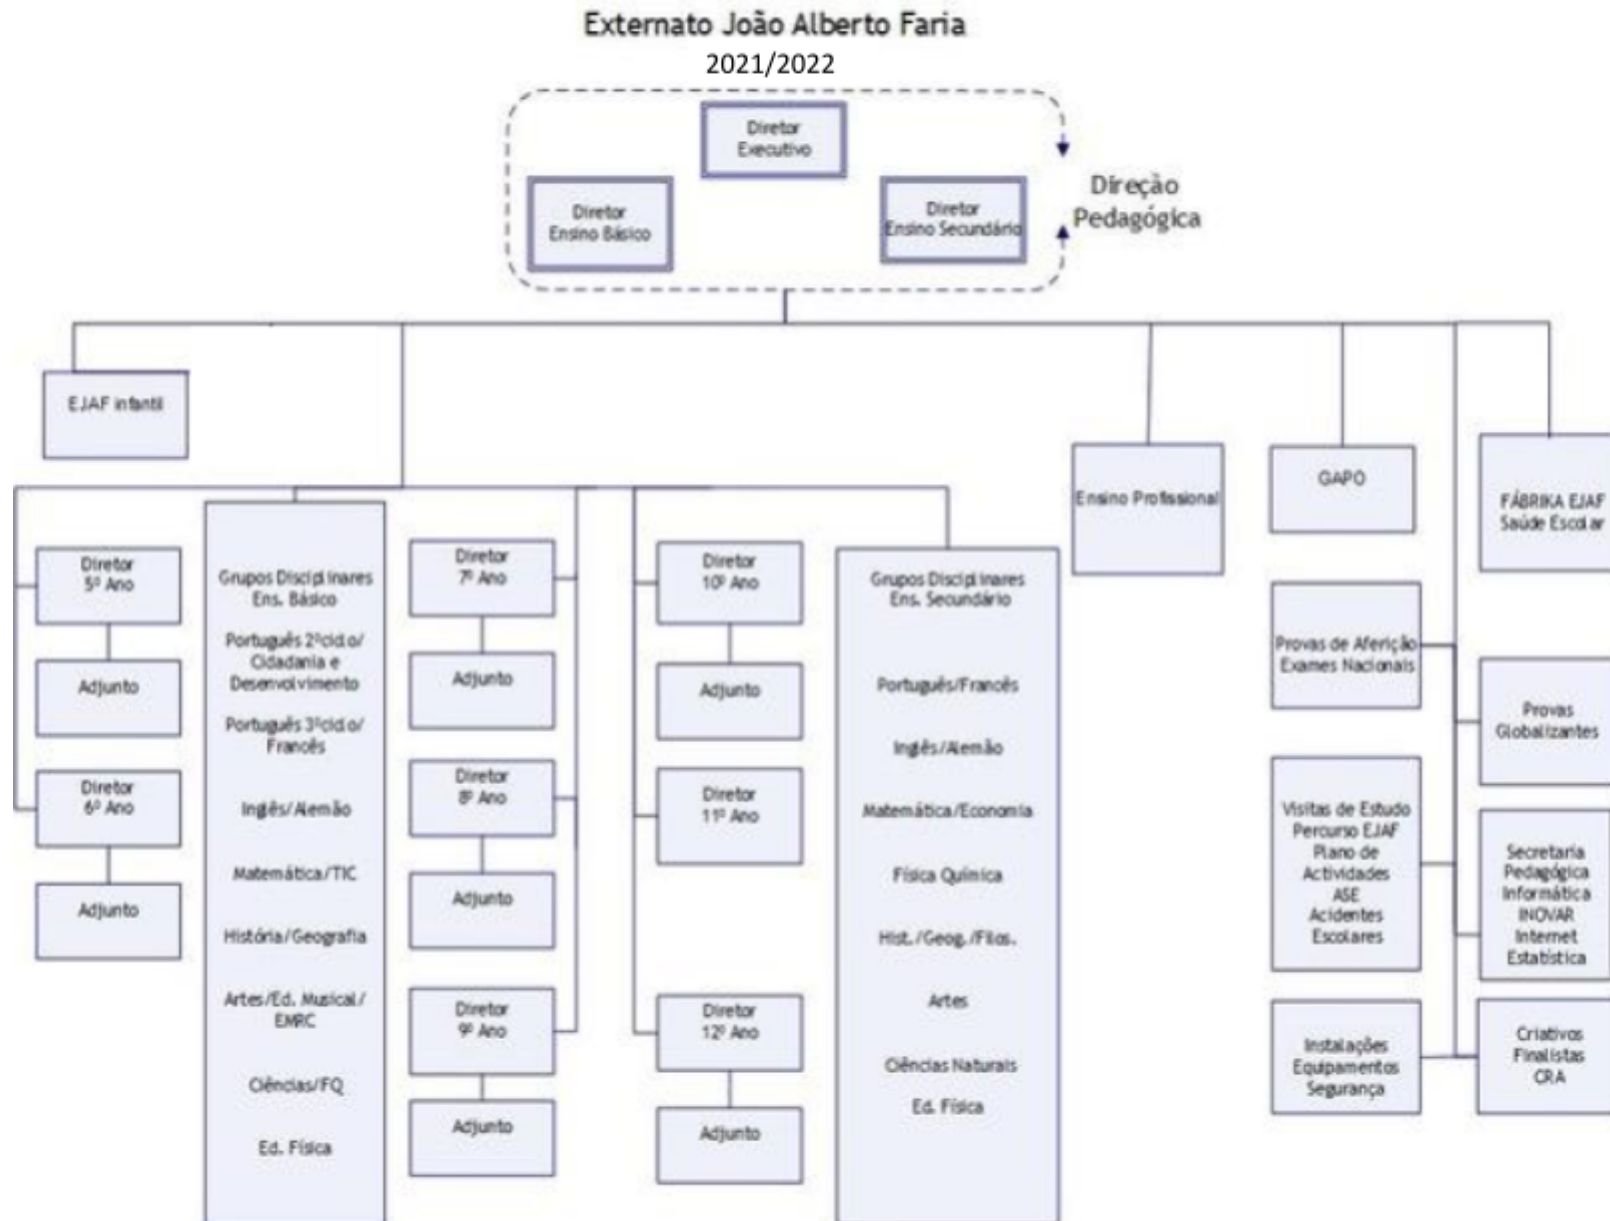 Externato João Alberto Faria
2021/2022
Diretor
Executivo
Diretor
Ensino Básico
Diretor
Ensino Secundário
Direção
Pedagógica
EJAF infantil
Ensino Profissional
GAPO
FÁBRIKA EJAF
Saúde Escolar
Diretor
5º Ano
Adjunto
Diretor
6º Ano
Adjunto
Grupos Disciplinares
Ens. Básico
Português 2ºciclo/
Cidadania e
Desenvolvimento
Português 3ºciclo/
Francês
Inglês/Alemão
Matemática/TIC
História/Geografia
Artes/Ed. Musical/
EMRC
Ciências/FQ
Ed. Física
Diretor
7º Ano
Adjunto
Diretor
8º Ano
Adjunto
Diretor
9º Ano
Adjunto
Diretor
10º Ano
Adjunto
Diretor
11º Ano
Diretor
12º Ano
Adjunto
Grupos Disciplinares
Ens. Secundário
Português/Francês
Inglês/Alemão
Matemática/Economia
Física Química
Hist./Geog./Filos.
Artes
Ciências Naturais
Ed. Física
Provas de Aferição
Exames Nacionais
Provas
Globalizantes
Visitas de Estudo
Percurso EJAF
Plano de
Actividades
ASE
Acidentes
Escolares
Secretaria
Pedagógica
Informática
INOVAR
Internet
Estatística
Instalações
Equipamentos
Segurança
Criativos
Finalistas
CRA